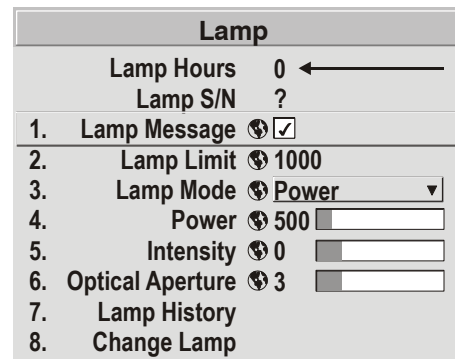 Lamp
Lamp Hours 0
Lamp S/N ?
1. Lamp Message
2. Lamp Limit 1000
3. Lamp Mode Power
4. Power 500
5. Intensity 0
6. Optical Aperture 3
7. Lamp History
8. Change Lamp